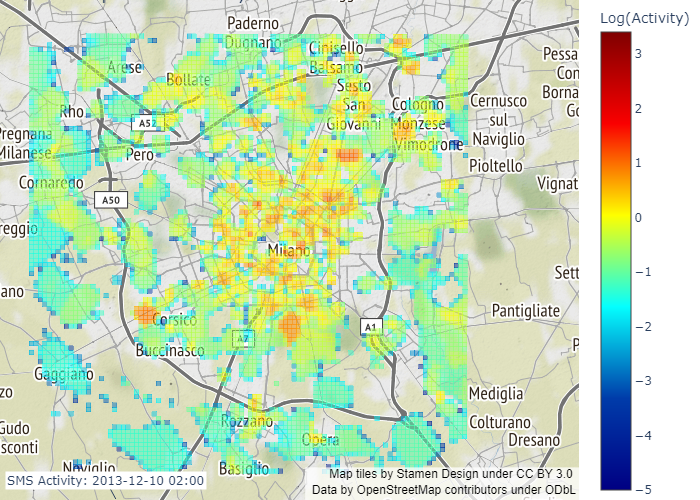 Log(Activity)
3
2
1
0
−1
−2
−3
−4
−5
Paderno
Dugnano
Cinisello
Balsamo
Arese
Bollate
Sesto
San
Giovanni
Cologno
Monzese
Cernusco
sul
Naviglio
Pessa
Con
Borna
Go
Rho
A52
Pregnana
Milanese
Pero
Vimodrone
Pioltello
Cornaredo
A50
Vignat
reggio
Milano
Sett
ano
Corsico
A7
A1
Pantigliate
Buccinasco
P
Gaggiano
zo
Mediglia
Rozzano
Colturano
Gudo
sconti
Opera
Dresano
Noviglio
Basiglio
SMS Activity: 2013-12-10 02:00
Map tiles by Stamen Design under CC BY 3.0
Data by OpenStreetMap contributors under ODbL